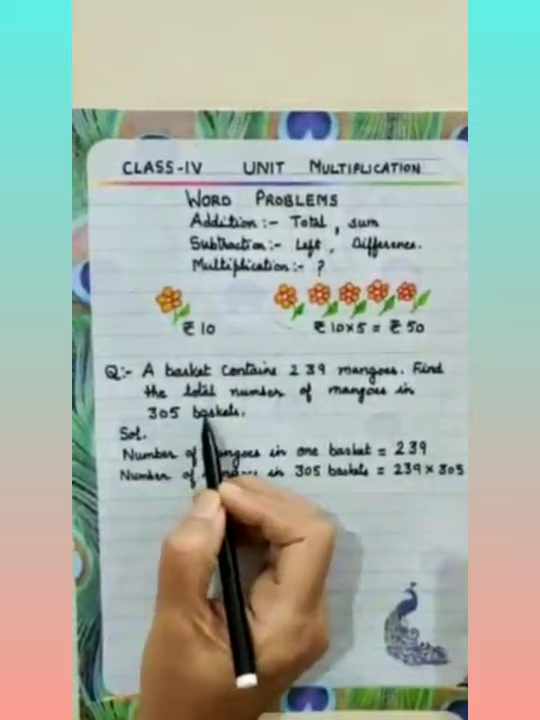 CLASS-IV UNIT MULTIPLICATION
WORD PROBLEMS
Addition :- Total, sum
Subtraction :- Left, Difference.
Multiplication :- ?
₹ 10 ₹ 10×5 = ₹ 50
Q:- A basket contains 239 mangoes. Find
the total number of mangoes in
305 baskets.
Sol.
Number of mangoes in one basket = 239
Number of in 305 baskets = 239 × 305